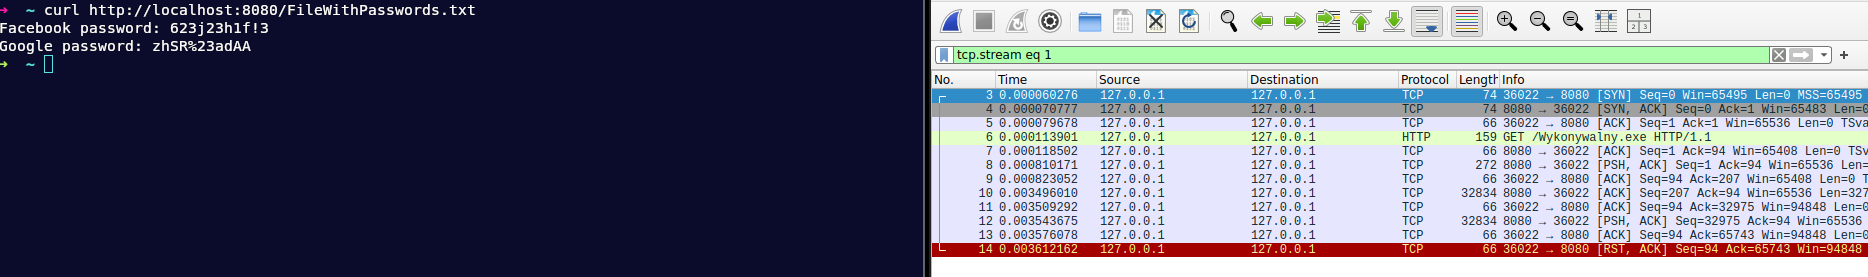 → ~ curl http://localhost:8080/FileWithPasswords.txt
Facebook password: 623j23h1f!3
Google password: zhSR%23adAA
→ ~
tcp.stream eq 1
No. Time Source Destination Protocol Length Info
3 0.000060276 127.0.0.1 127.0.0.1 TCP 74 36022 → 8080 [SYN] Seq=0 Win=65495 Len=0 MSS=65495
4 0.000070777 127.0.0.1 127.0.0.1 TCP 74 8080 → 36022 [SYN, ACK] Seq=0 Ack=1 Win=65483 Len=0
5 0.000079678 127.0.0.1 127.0.0.1 TCP 66 36022 → 8080 [ACK] Seq=1 Ack=1 Win=65536 Len=0 TSva
6 0.000113901 127.0.0.1 127.0.0.1 HTTP 159 GET /Wykonywalny.exe HTTP/1.1
7 0.000118502 127.0.0.1 127.0.0.1 TCP 66 8080 → 36022 [ACK] Seq=1 Ack=94 Win=65408 Len=0 TSv
8 0.000810171 127.0.0.1 127.0.0.1 TCP 272 8080 → 36022 [PSH, ACK] Seq=1 Ack=94 Win=65536 Len=
9 0.000823052 127.0.0.1 127.0.0.1 TCP 66 36022 → 8080 [ACK] Seq=94 Ack=207 Win=65408 Len=0 T
10 0.003496010 127.0.0.1 127.0.0.1 TCP 32834 8080 → 36022 [ACK] Seq=207 Ack=94 Win=65536 Len=327
11 0.003509292 127.0.0.1 127.0.0.1 TCP 66 36022 → 8080 [ACK] Seq=94 Ack=32975 Win=94848 Len=0
12 0.003543675 127.0.0.1 127.0.0.1 TCP 32834 8080 → 36022 [PSH, ACK] Seq=32975 Ack=94 Win=65536
13 0.003576078 127.0.0.1 127.0.0.1 TCP 66 36022 → 8080 [ACK] Seq=94 Ack=65743 Win=94848 Len=0
14 0.003612162 127.0.0.1 127.0.0.1 TCP 66 36022 → 8080 [RST, ACK] Seq=94 Ack=65743 Win=94848